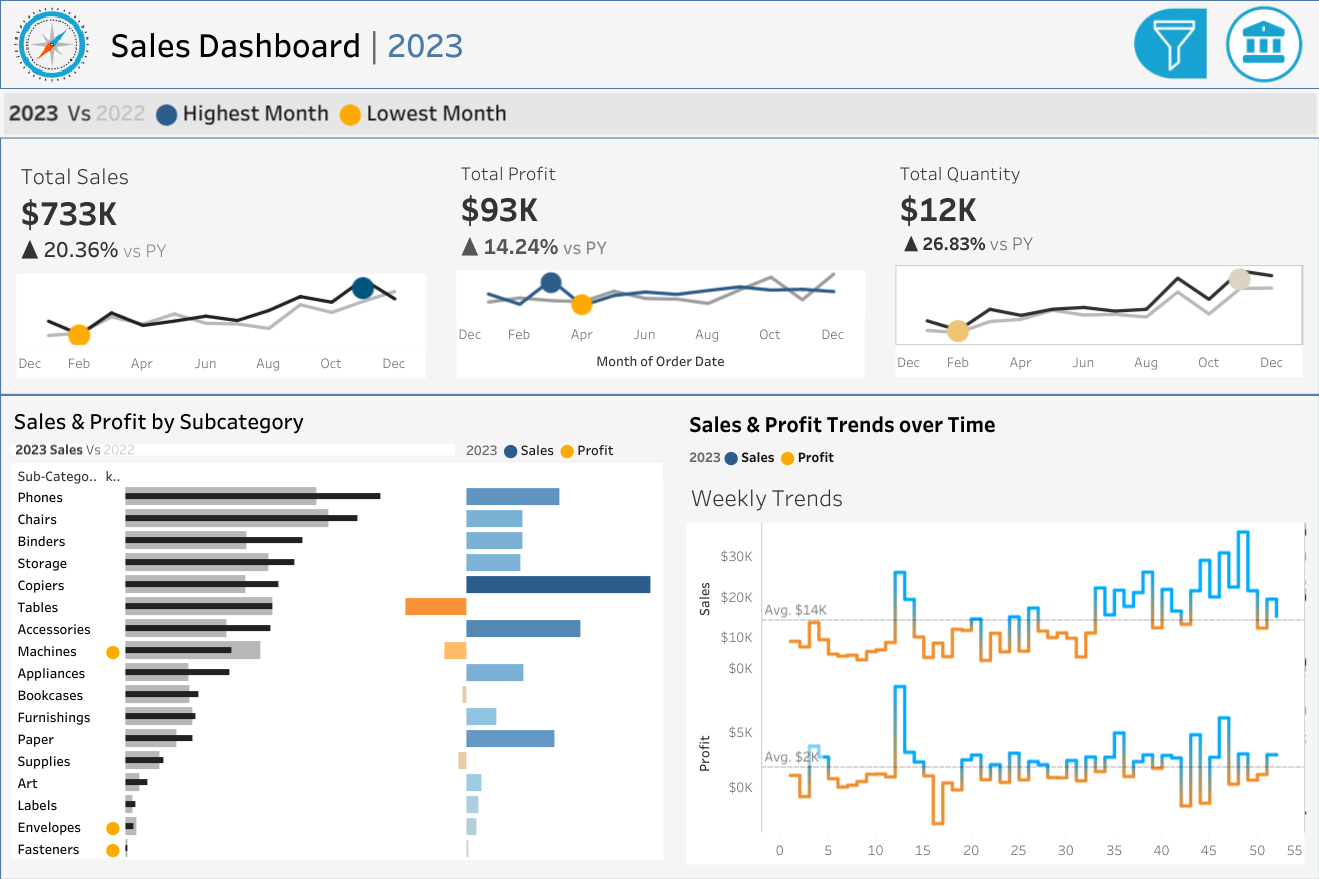 Sales Dashboard | 2023
2023 Vs 2022 Highest Month Lowest Month
Total Sales
$733K
▲ 20.36% vs PY
Dec Feb Apr Jun Aug Oct Dec
Total Profit
$93K
▲ 14.24% vs PY
Dec Feb Apr Jun Aug Oct Dec
Month of Order Date
Total Quantity
$12K
▲ 26.83% vs PY
Dec Feb Apr Jun Aug Oct Dec
Sales & Profit by Subcategory
2023 Sales Vs 2022
2023 Sales Profit
Sub-Catego.. k..
Phones
Chairs
Binders
Storage
Copiers
Tables
Accessories
Machines
Appliances
Bookcases
Furnishings
Paper
Supplies
Art
Labels
Envelopes
Fasteners
Sales & Profit Trends over Time
2023 Sales Profit
Weekly Trends
Sales
$30K
$20K
Avg. $14K
$10K
$0K
Profit
$5K
Avg. $2K
$0K
0 5 10 15 20 25 30 35 40 45 50 55